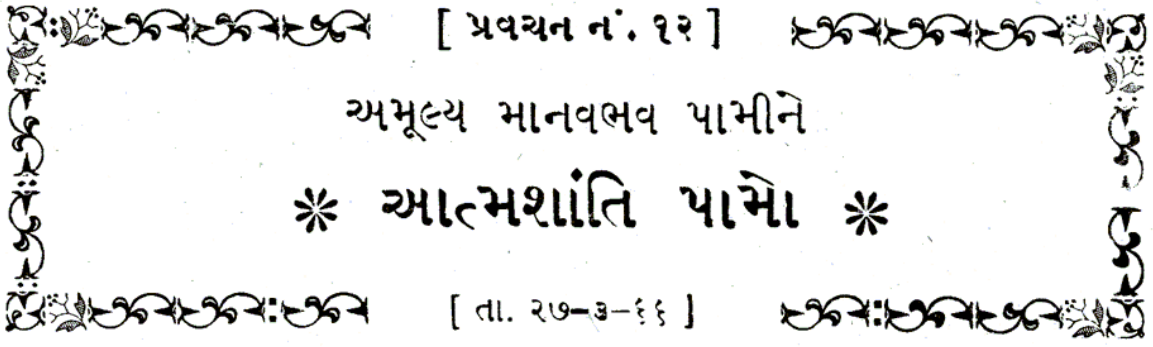 [ પ્રવચન નં. ૧૨ ]
અમૂલ્ય માનવભવ પામીને
❋ આત્મશાંતિ પામો ❋
[ તા. ૨૭–૩–૬૬ ]